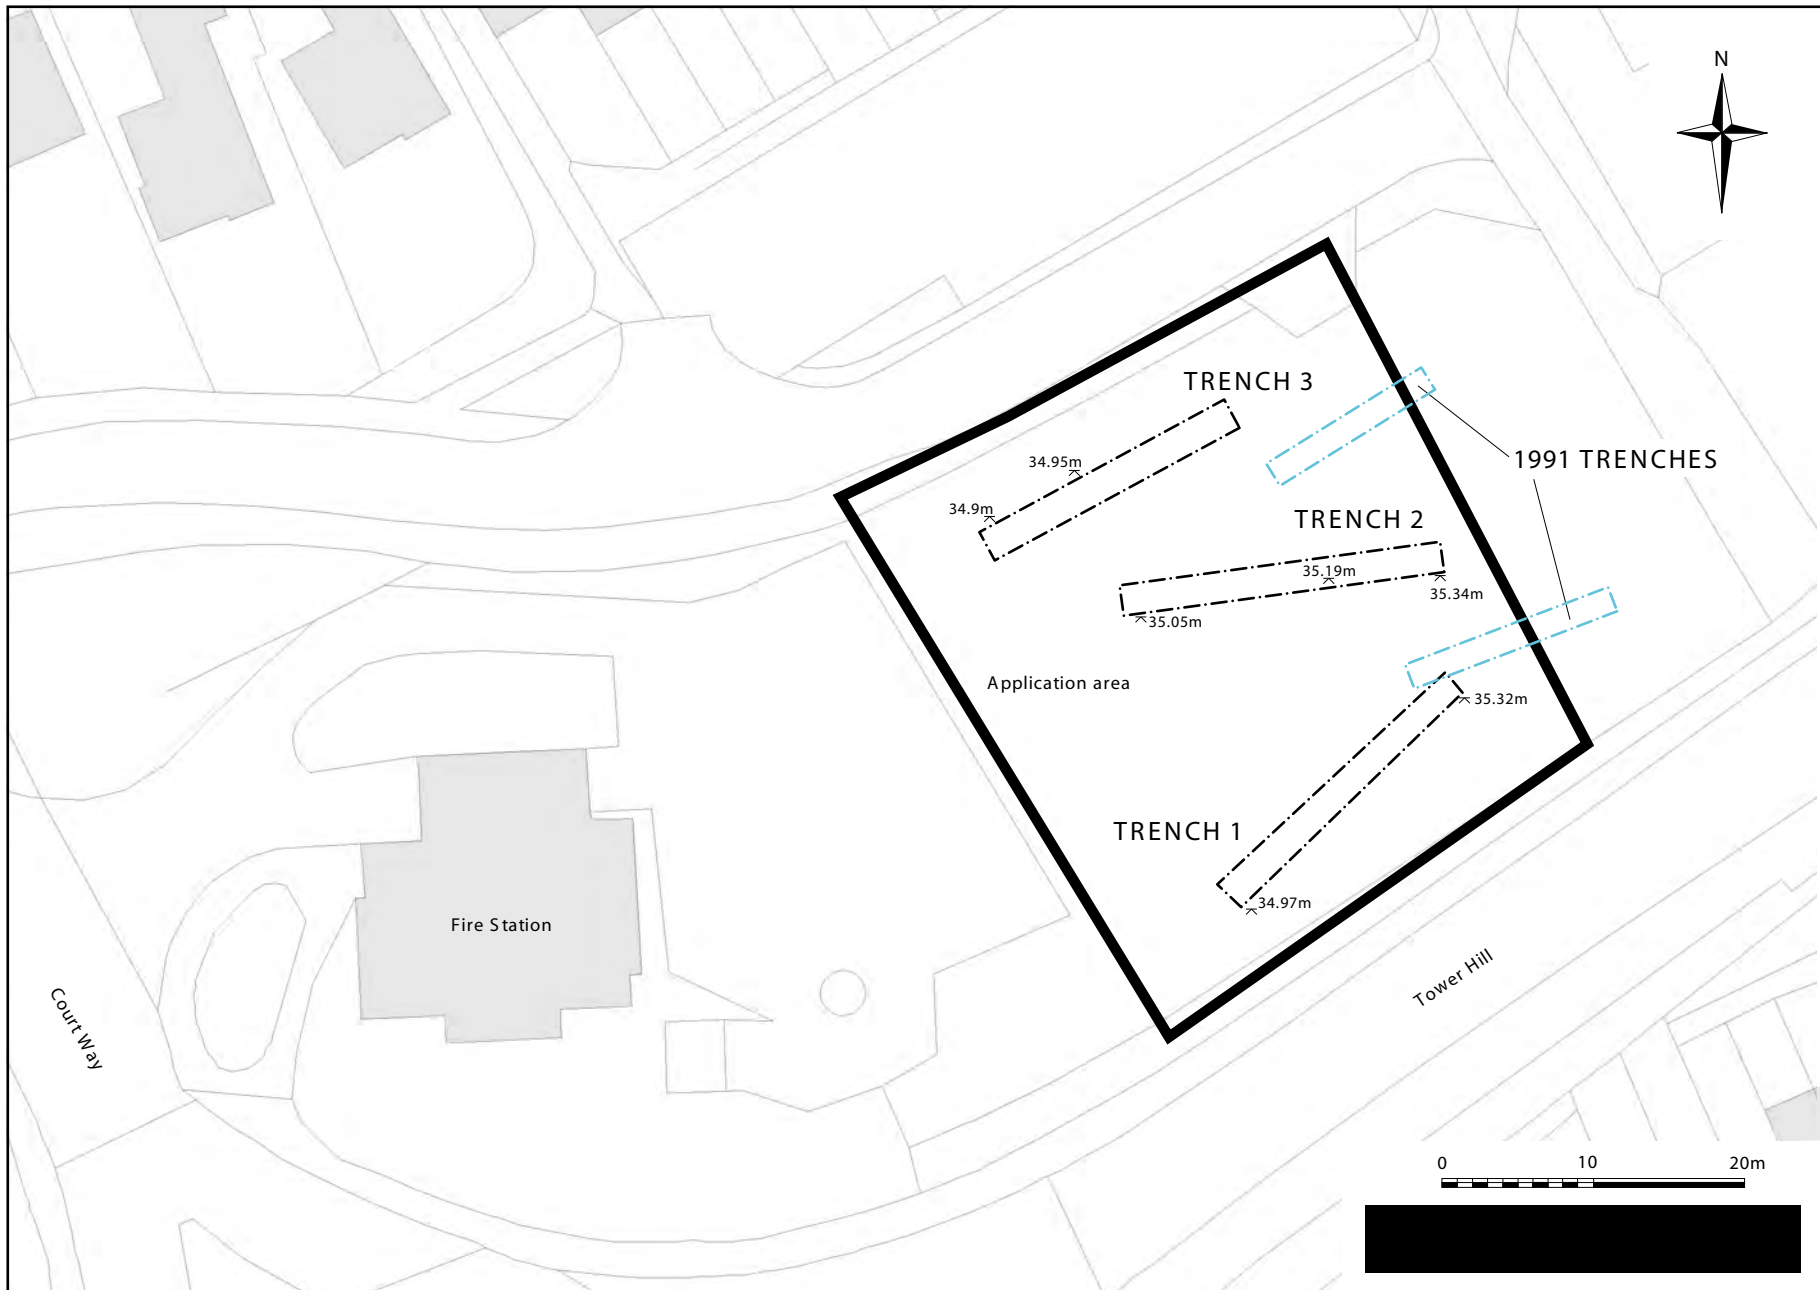 N
TRENCH 3
1991 TRENCHES
34.95m
34.9m
TRENCH 2
35.19m
35.34m
35.05m
Application area
35.32m
TRENCH 1
34.97m
Fire Station
Tower Hill
Court Way
0 10 20m